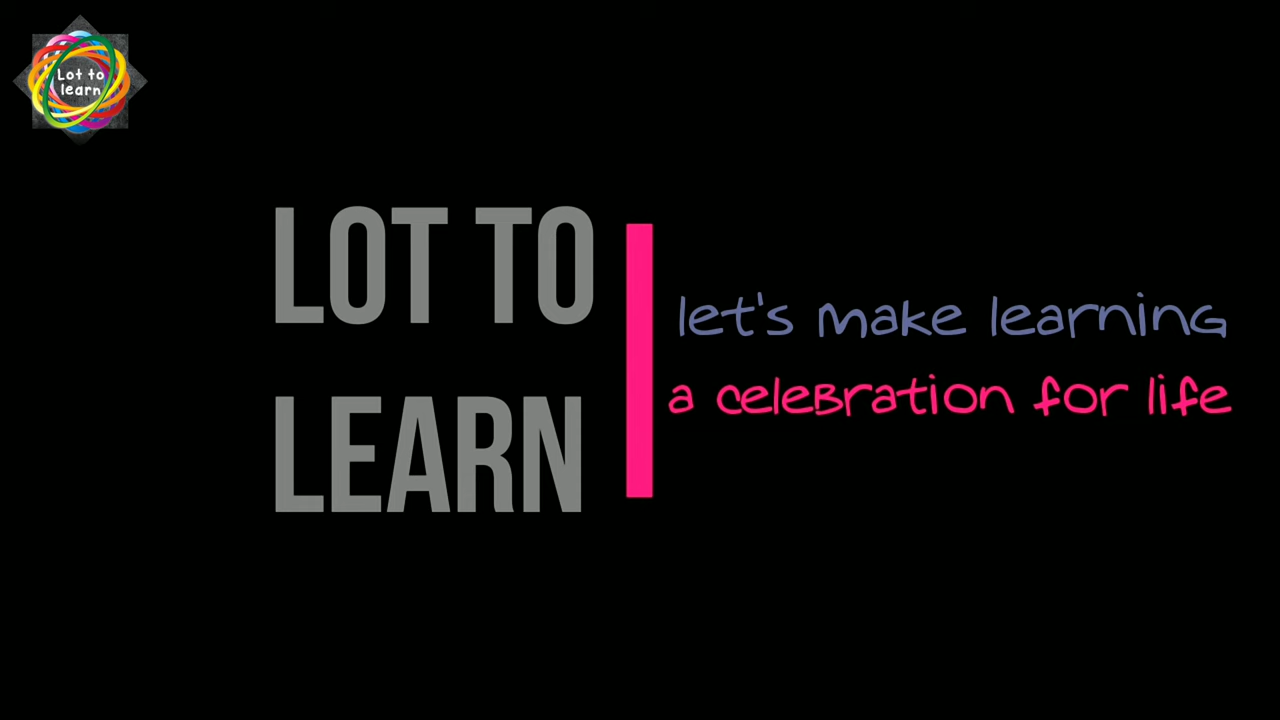 Lot to
learn
LOT TO
LEARN
let's make learning
a celeBration for life